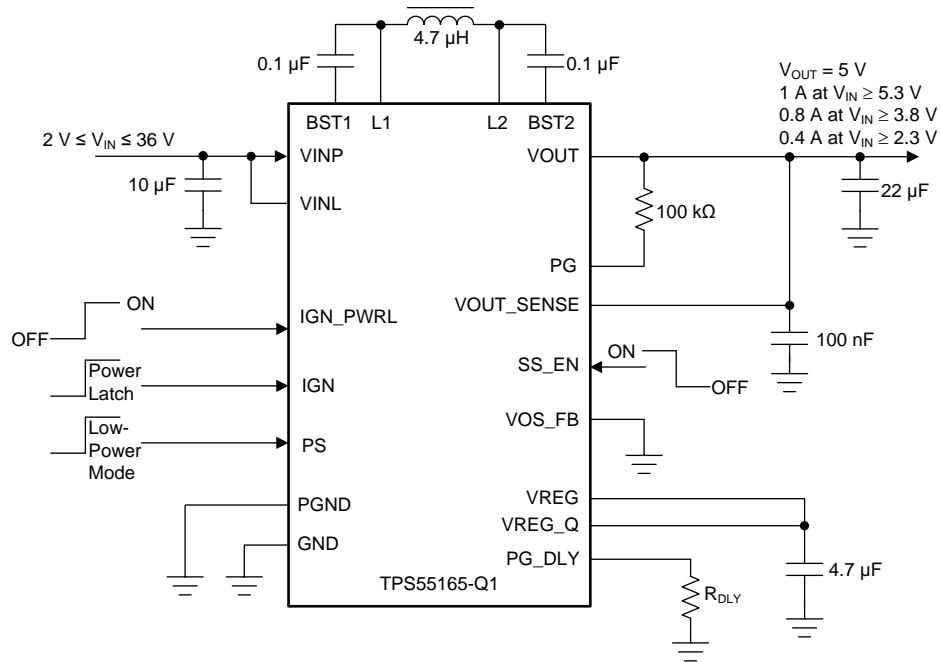 4.7 µH
0.1 µF
0.1 µF
V_OUT = 5 V
1 A at V_IN ≥ 5.3 V
0.8 A at V_IN ≥ 3.8 V
0.4 A at V_IN ≥ 2.3 V
BST1
L1
L2
BST2
2 V ≤ V_IN ≤ 36 V
VINP
VOUT
10 µF
VINL
22 µF
100 kΩ
PG
ON
OFF
IGN_PWRL
VOUT_SENSE
100 nF
Power
Latch
IGN
SS_EN
ON
OFF
Low-
Power
Mode
PS
VOS_FB
PGND
GND
VREG
VREG_Q
PG_DLY
4.7 µF
R_DLY
TPS55165-Q1